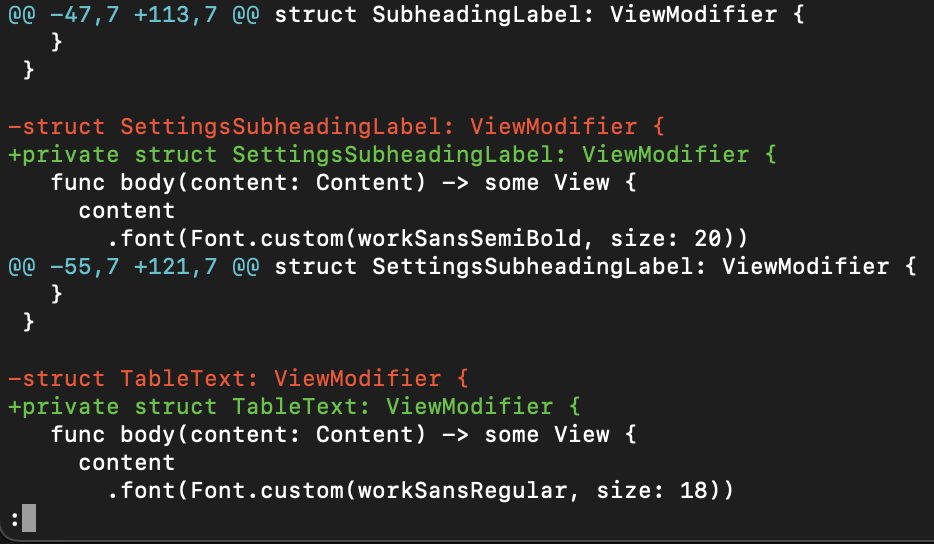 @@ -47,7 +113,7 @@ struct SubheadingLabel: ViewModifier {
   }
 }

-struct SettingsSubheadingLabel: ViewModifier {
+private struct SettingsSubheadingLabel: ViewModifier {
   func body(content: Content) -> some View {
     content
       .font(Font.custom(workSansSemiBold, size: 20))
@@ -55,7 +121,7 @@ struct SettingsSubheadingLabel: ViewModifier {
   }
 }

-struct TableText: ViewModifier {
+private struct TableText: ViewModifier {
   func body(content: Content) -> some View {
     content
       .font(Font.custom(workSansRegular, size: 18))
: